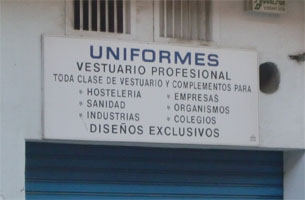 UNIFORMES
VESTUARIO PROFESIONAL
TODA CLASE DE VESTUARIO Y COMPLEMENTOS PARA
HOSTELERIA
EMPRESAS
SANIDAD
ORGANISMOS
INDUSTRIAS
COLEGIOS
DISEÑOS EXCLUSIVOS